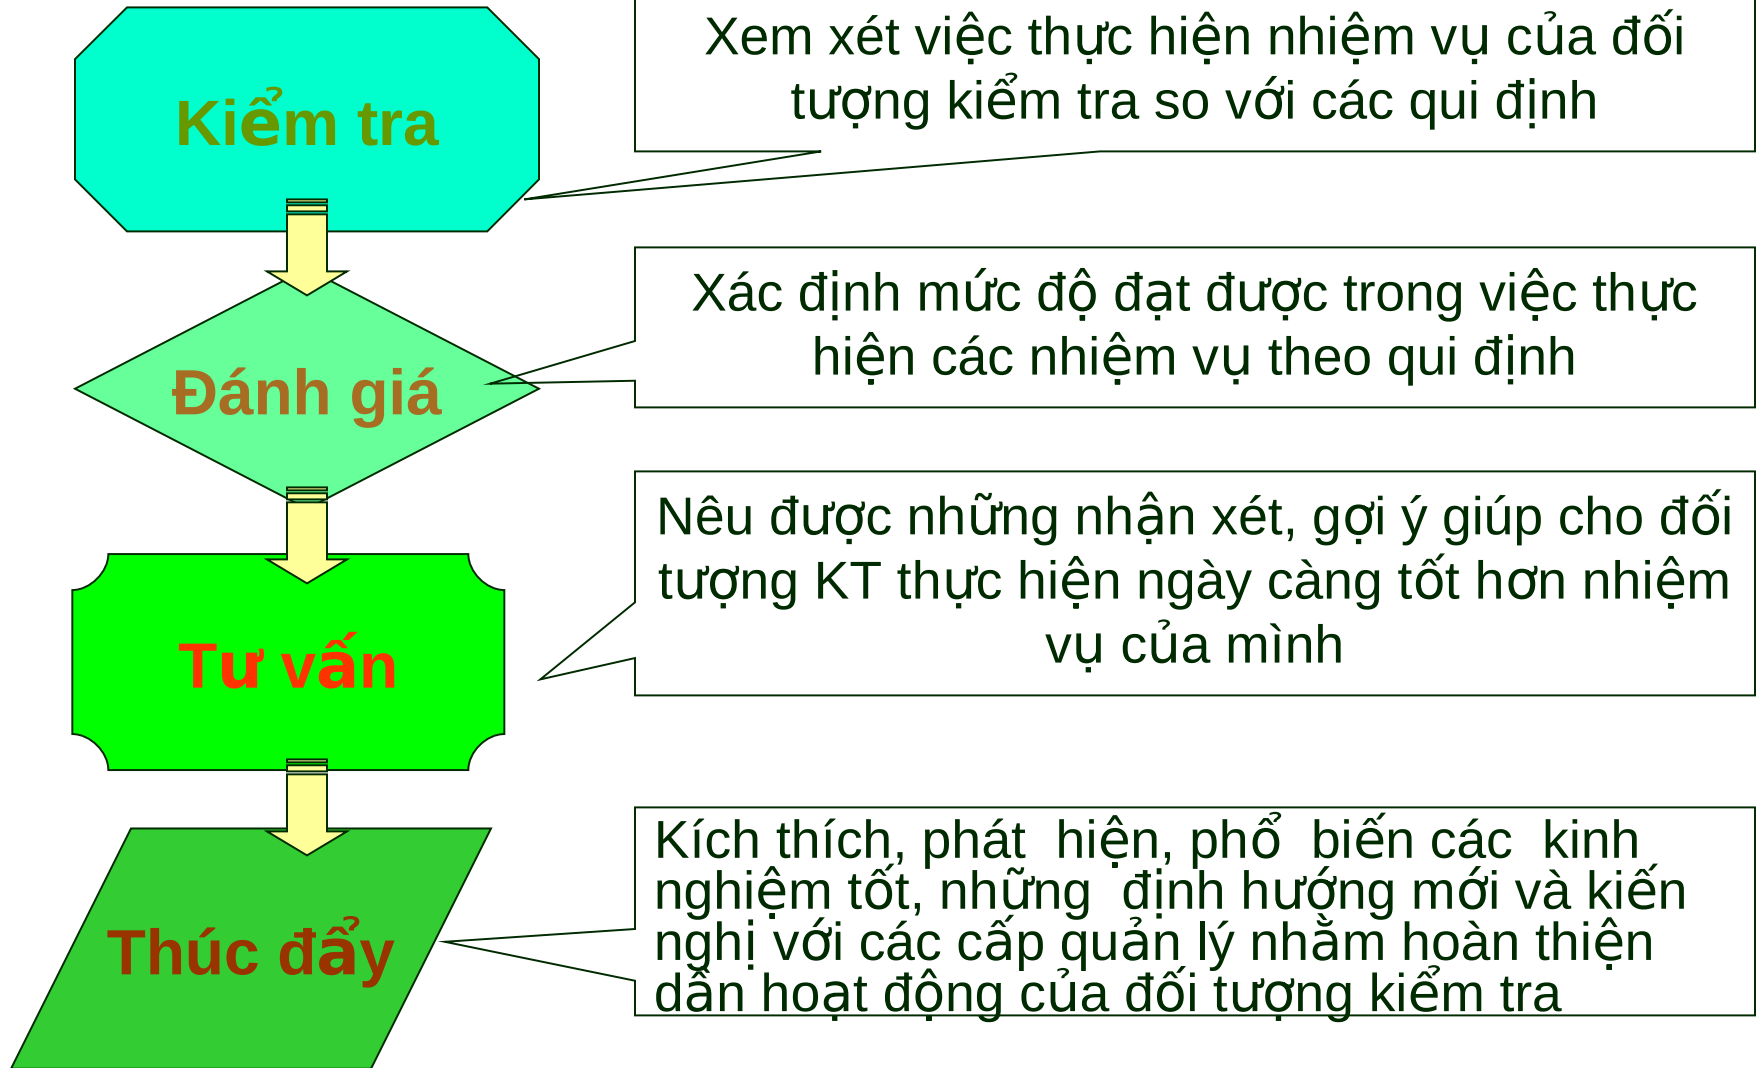 Kiểm tra
Xem xét việc thực hiện nhiệm vụ của đối
tượng kiểm tra so với các qui định
Đánh giá
Xác định mức độ đạt được trong việc thực
hiện các nhiệm vụ theo qui định
Tư vấn
Nêu được những nhận xét, gợi ý giúp cho đối
tượng KT thực hiện ngày càng tốt hơn nhiệm
vụ của mình
Thúc đẩy
Kích thích, phát  hiện, phổ  biến các  kinh
nghiệm tốt, những  định hướng mới và kiến
nghị với các cấp quản lý nhằm hoàn thiện
dần hoạt động của đối tượng kiểm tra